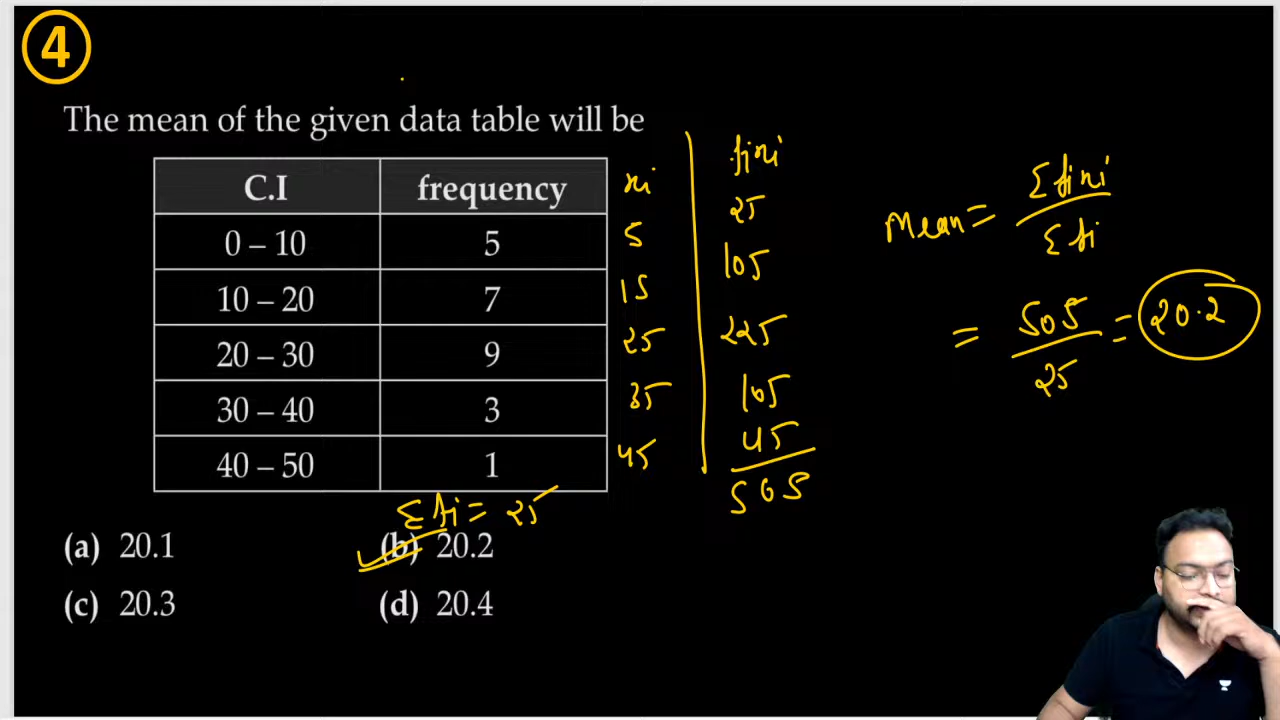 4
The mean of the given data table will be
C.I frequency xi fixi
0 – 10 5 5 25
10 – 20 7 15 105
20 – 30 9 25 225
30 – 40 3 35 105
40 – 50 1 45 45
Σfi = 25 505
Mean = Σfixi / Σfi
= 505 / 25 = 20.2
(a) 20.1 (b) 20.2
(c) 20.3 (d) 20.4